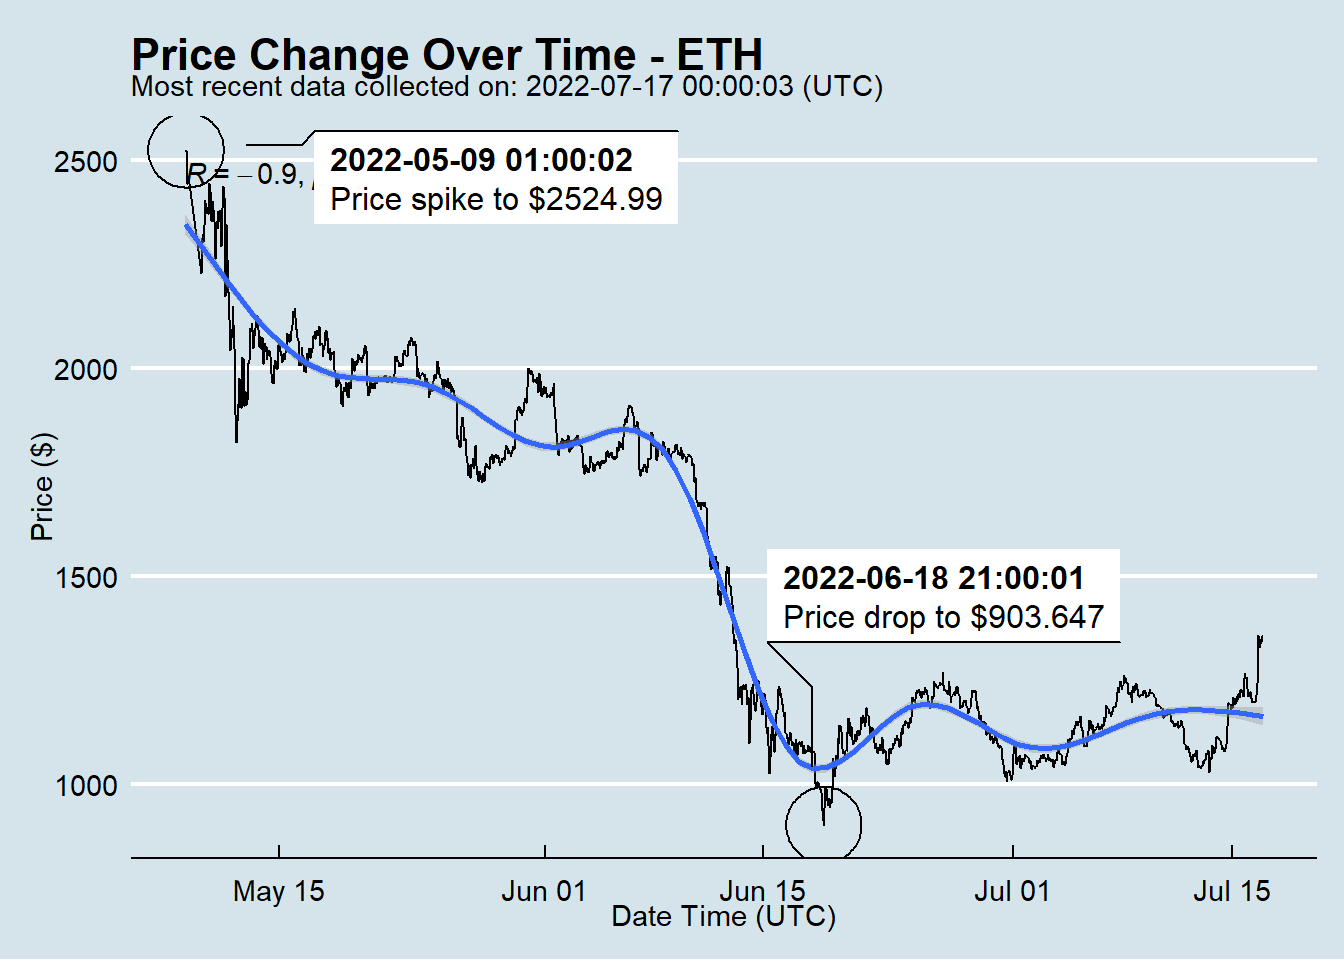 Price Change Over Time - ETH
Most recent data collected on: 2022-07-17 00:00:03 (UTC)
2500
2000
1500
1000
Price ($)
R = −0.9,
2022-05-09 01:00:02
Price spike to $2524.99
2022-06-18 21:00:01
Price drop to $903.647
May 15
Jun 01
Jun 15
Jul 01
Jul 15
Date Time (UTC)